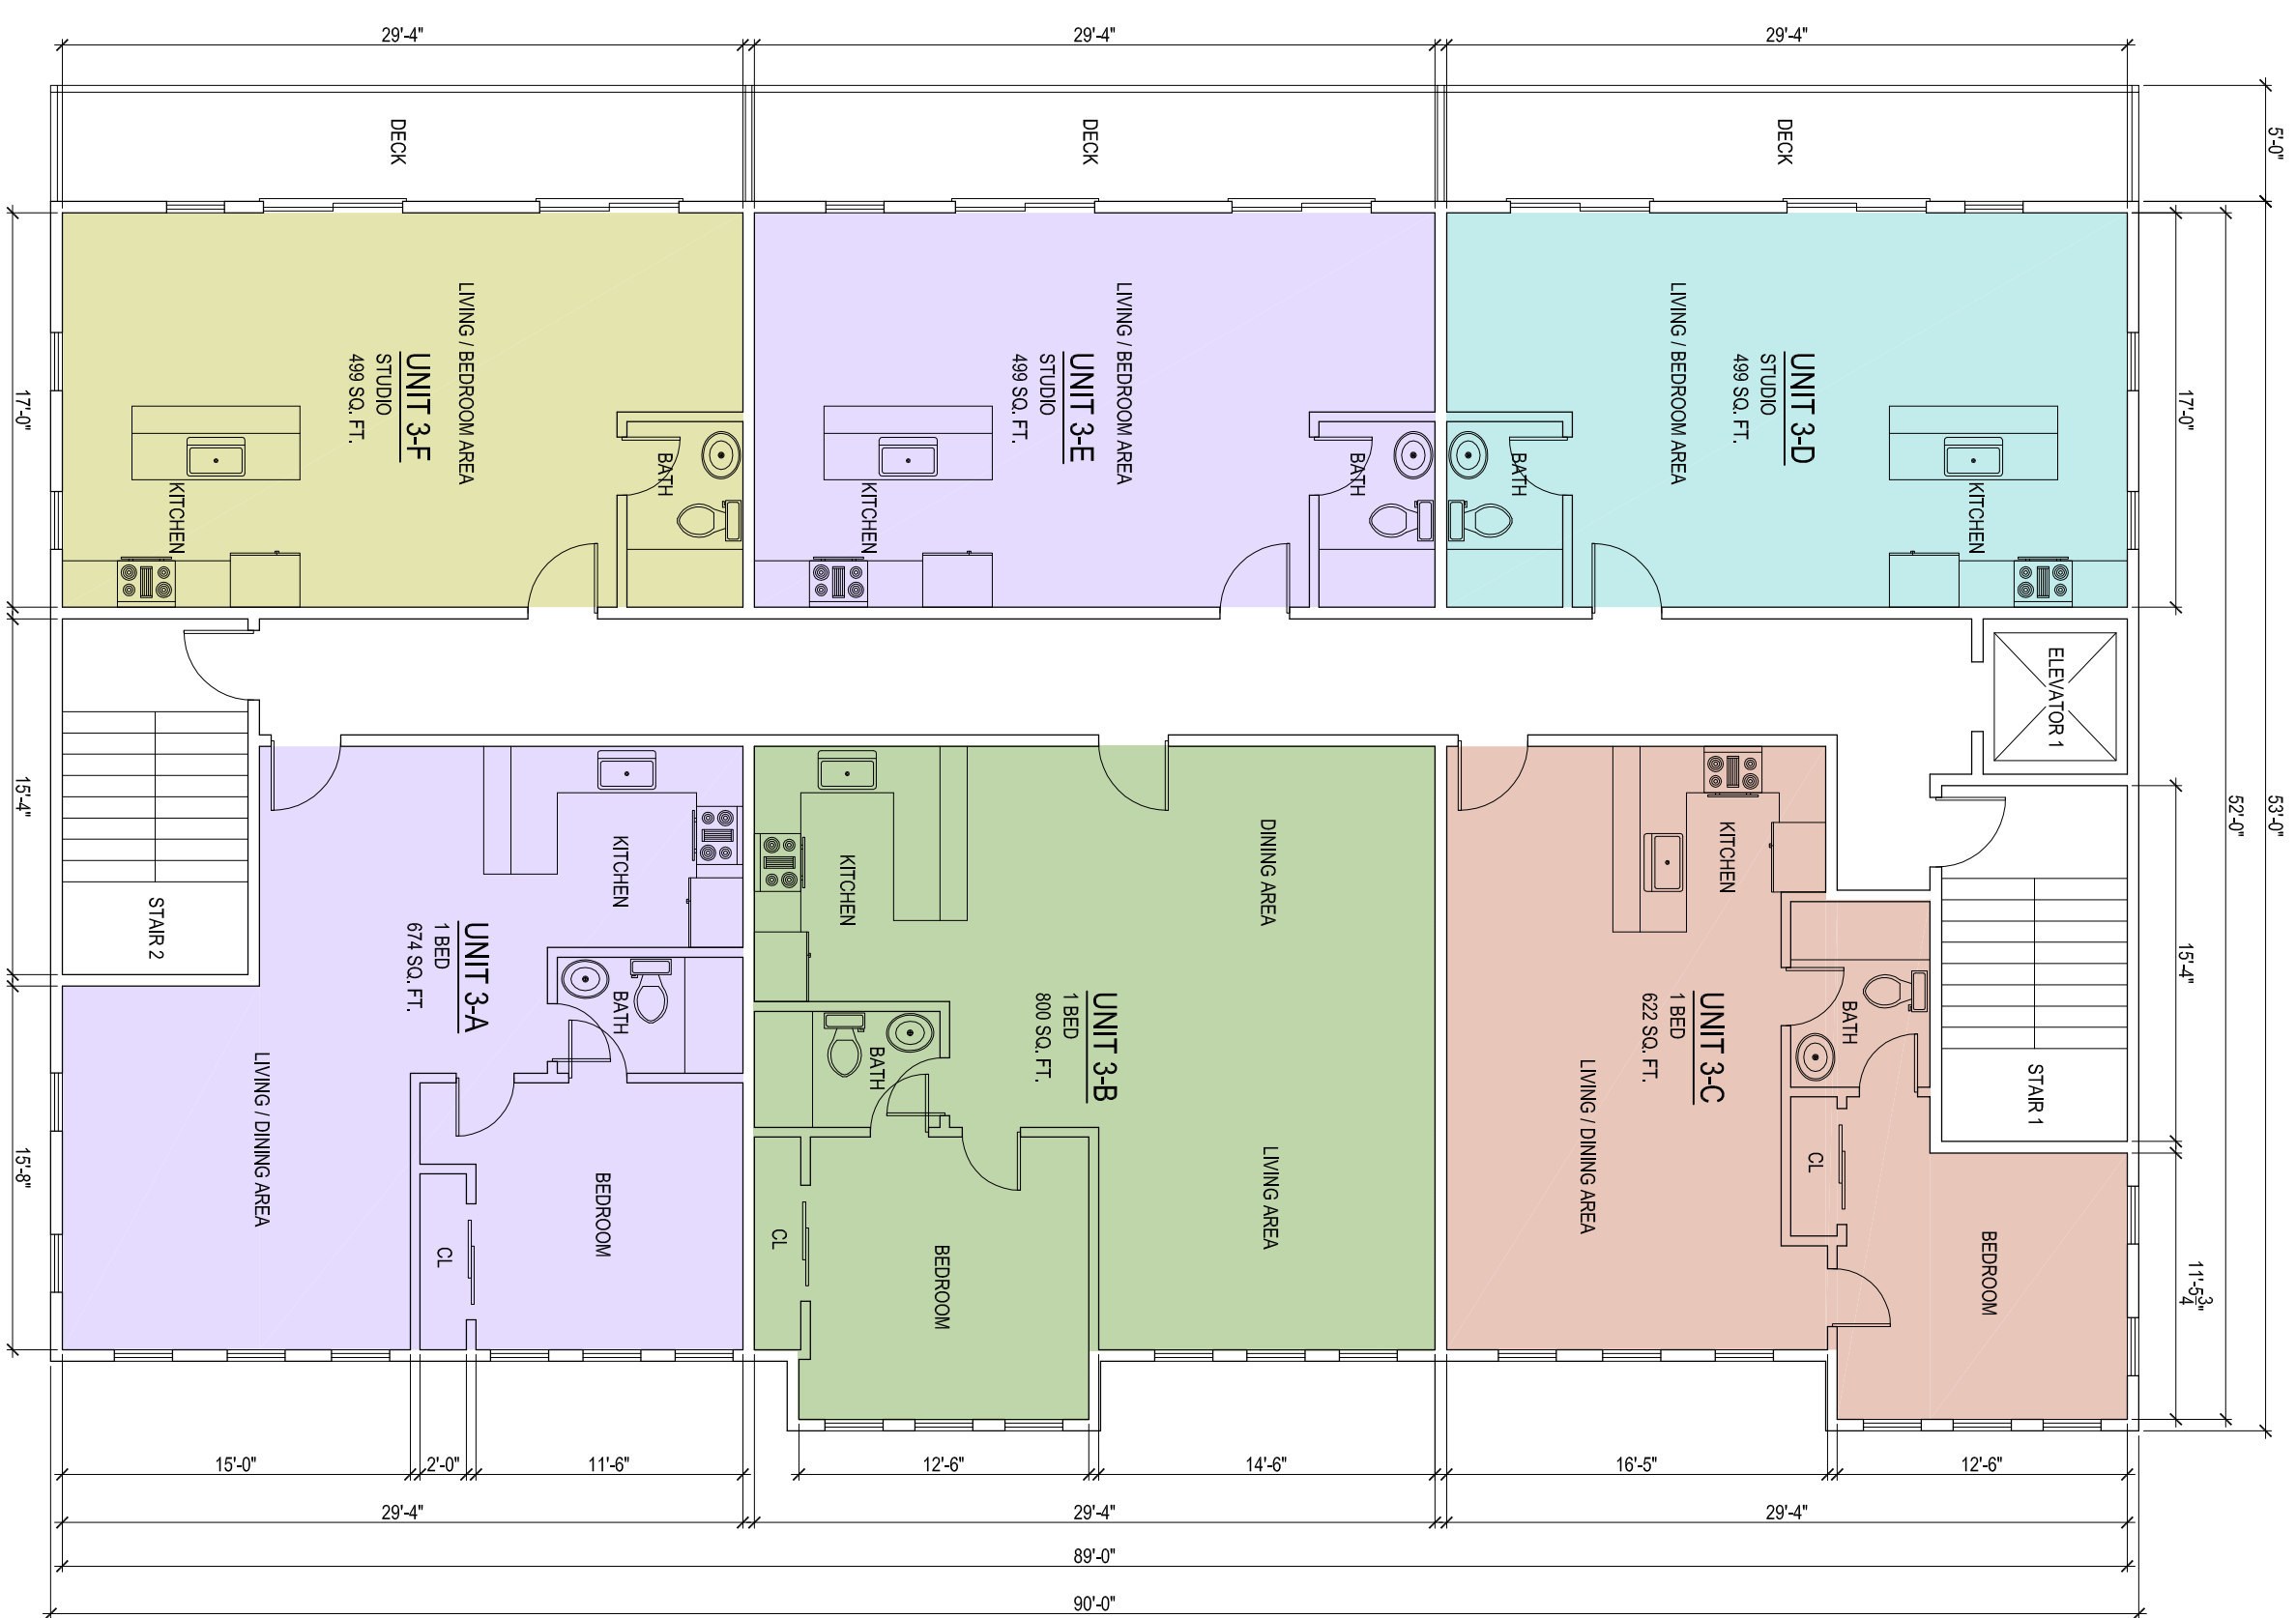 29'-4"
29'-4"
29'-4"
5'-0"
DECK
DECK
DECK
LIVING / BEDROOM AREA
UNIT 3-F
STUDIO
499 SQ. FT.
BATH
KITCHEN
LIVING / BEDROOM AREA
UNIT 3-E
STUDIO
499 SQ. FT.
BATH
KITCHEN
LIVING / BEDROOM AREA
UNIT 3-D
STUDIO
499 SQ. FT.
BATH
KITCHEN
17'-0"
17'-0"
ELEVATOR 1
52'-0"
53'-0"
15'-4"
STAIR 2
KITCHEN
UNIT 3-A
1 BED
674 SQ. FT.
BATH
LIVING / DINING AREA
BEDROOM
CL
15'-8"
KITCHEN
DINING AREA
UNIT 3-B
1 BED
800 SQ. FT.
BATH
LIVING AREA
BEDROOM
CL
KITCHEN
UNIT 3-C
1 BED
622 SQ. FT.
BATH
LIVING / DINING AREA
CL
BEDROOM
STAIR 1
15'-4"
11'-5 3/4"
15'-0"
2'-0"
11'-6"
12'-6"
14'-6"
16'-5"
12'-6"
29'-4"
29'-4"
29'-4"
89'-0"
90'-0"